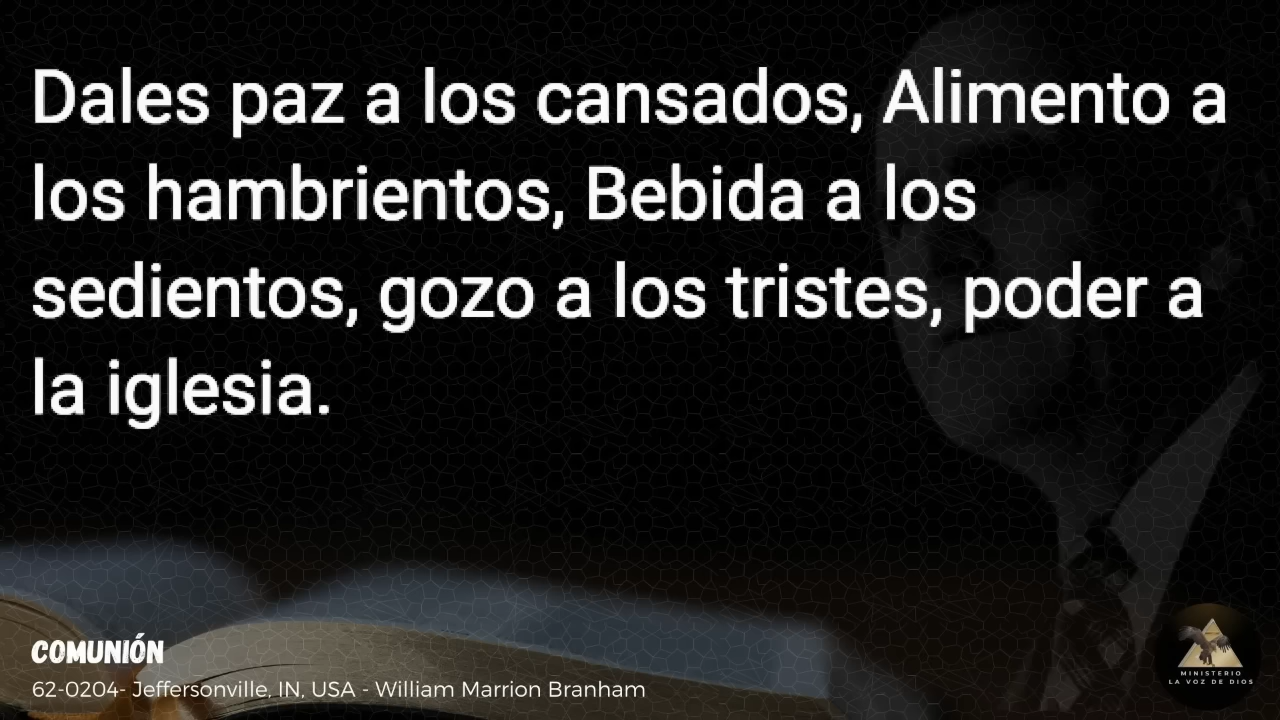 Dales paz a los cansados, Alimento a
los hambrientos, Bebida a los
sedientos, gozo a los tristes, poder a
la iglesia.
COMUNIÓN
62-0204- Jeffersonville, IN, USA - William Marrion Branham
MINISTERIO
LA VOZ DE DIOS